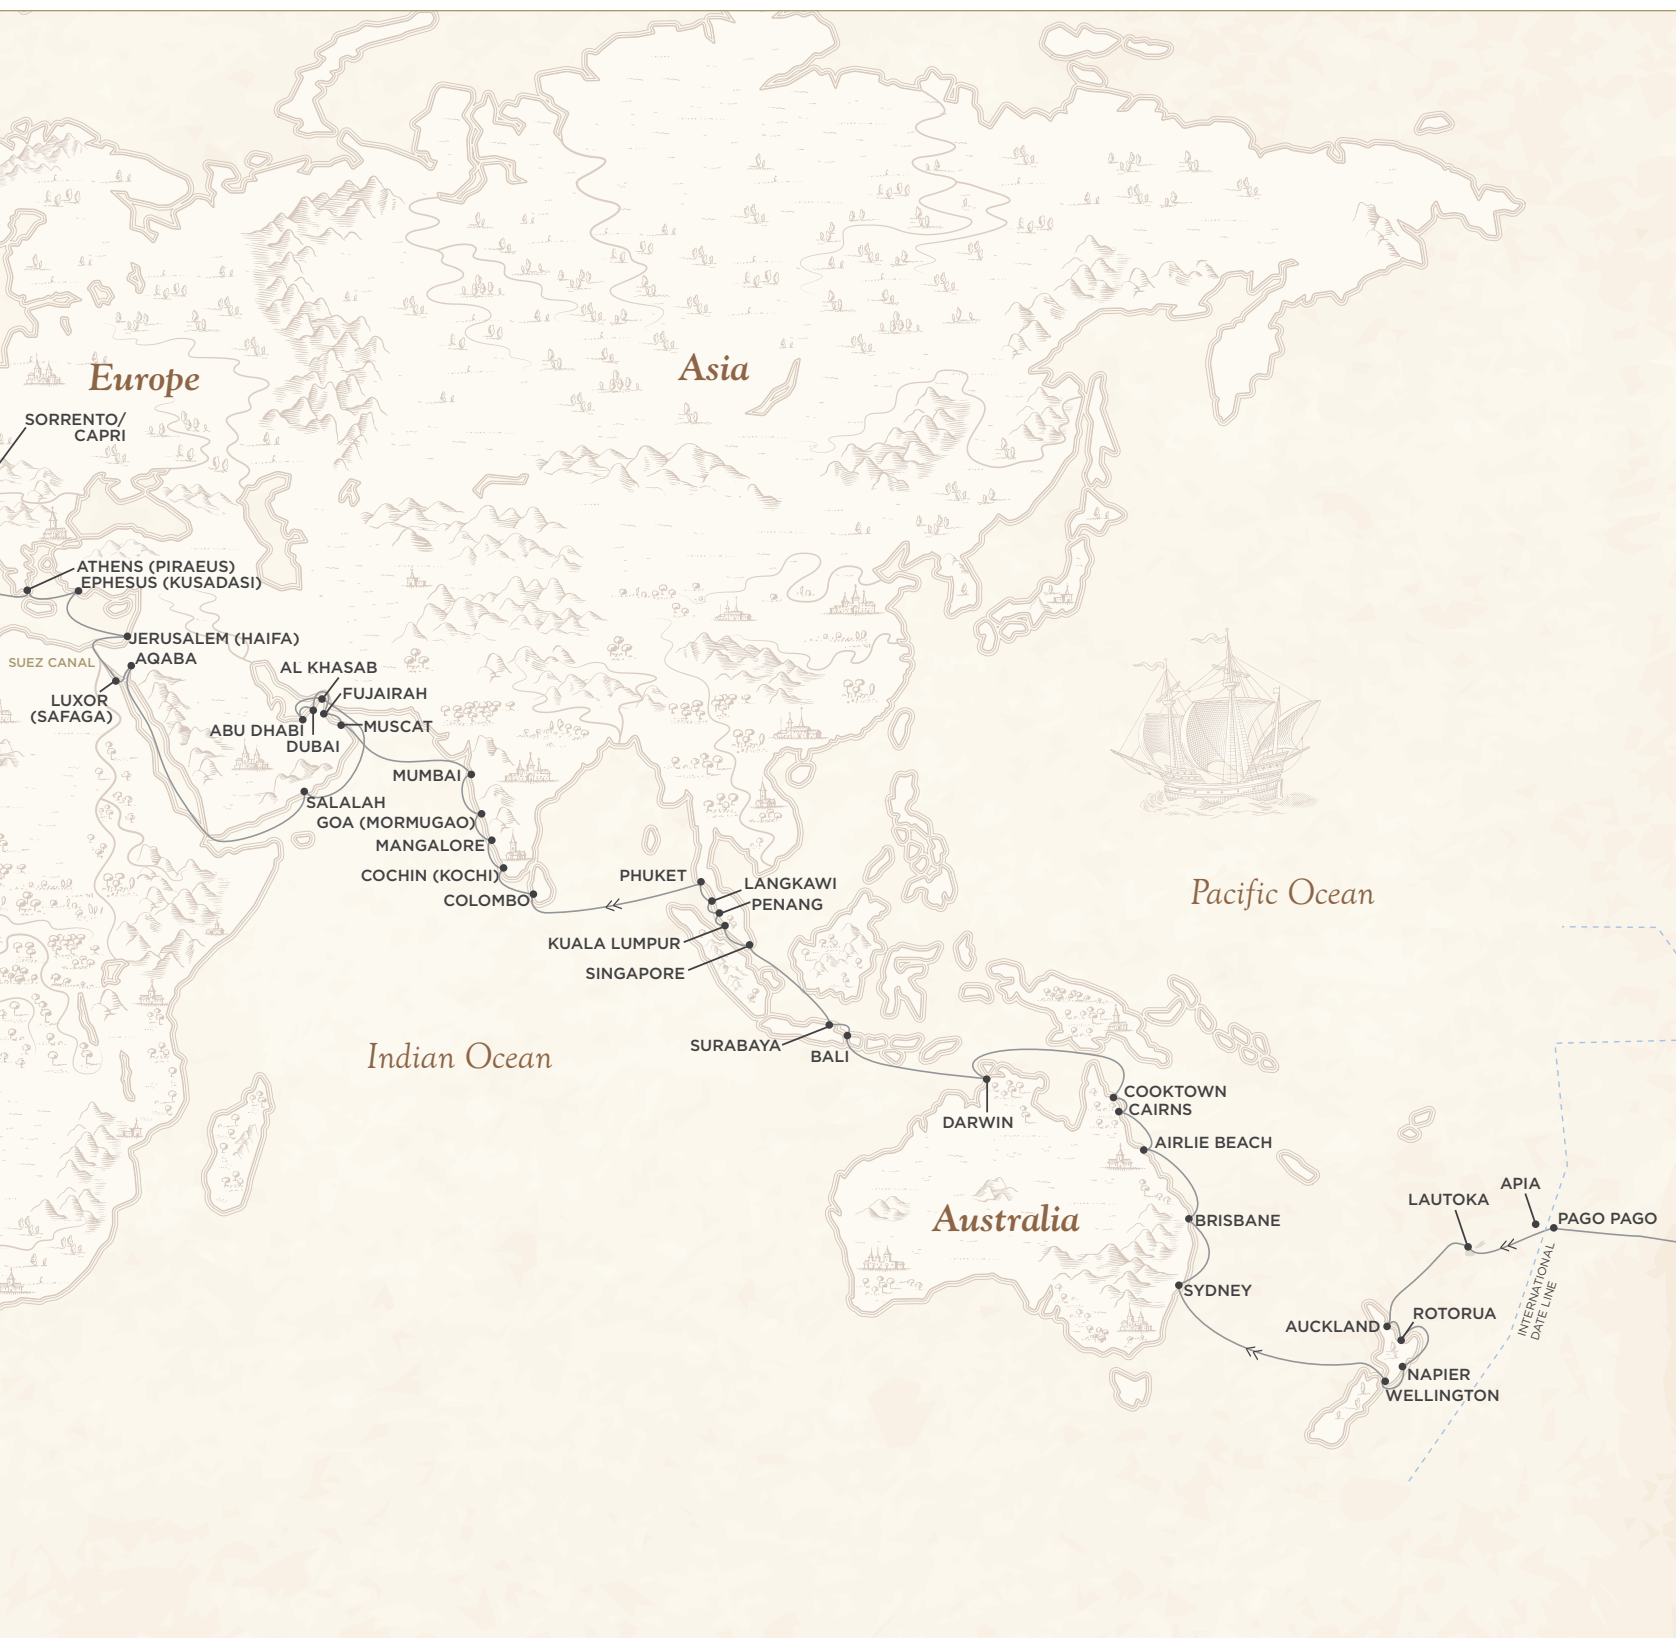 Europe
Asia
SORRENTO/
CAPRI
ATHENS (PIRAEUS)
EPHESUS (KUSADASI)
JERUSALEM (HAIFA)
SUEZ CANAL
AQABA
LUXOR
(SAFAGA)
AL KHASAB
FUJAIRAH
ABU DHABI
MUSCAT
DUBAI
MUMBAI
SALALAH
GOA (MORMUGAO)
MANGALORE
COCHIN (KOCHI)
COLOMBO
PHUKET
LANGKAWI
PENANG
KUALA LUMPUR
SINGAPORE
Pacific Ocean
Indian Ocean
SURABAYA
BALI
DARWIN
COOKTOWN
CAIRNS
AIRLIE BEACH
Australia
BRISBANE
SYDNEY
LAUTOKA
APIA
PAGO PAGO
INTERNATIONAL
DATE LINE
AUCKLAND
ROTORUA
NAPIER
WELLINGTON